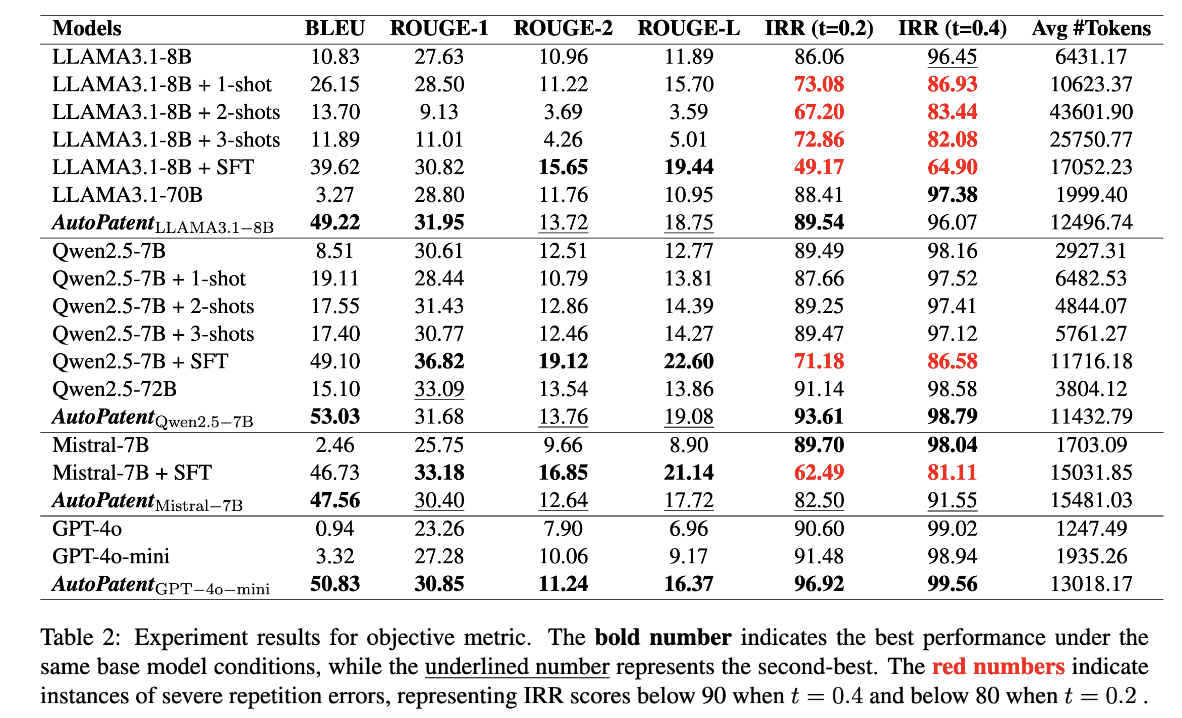 Models BLEU ROUGE-1 ROUGE-2 ROUGE-L IRR (t=0.2) IRR (t=0.4) Avg #Tokens
LLAMA3.1-8B 10.83 27.63 10.96 11.89 86.06 96.45 6431.17
LLAMA3.1-8B + 1-shot 26.15 28.50 11.22 15.70 73.08 86.93 10623.37
LLAMA3.1-8B + 2-shots 13.70 9.13 3.69 3.59 67.20 83.44 43601.90
LLAMA3.1-8B + 3-shots 11.89 11.01 4.26 5.01 72.86 82.08 25750.77
LLAMA3.1-8B + SFT 39.62 30.82 15.65 19.44 49.17 64.90 17052.23
LLAMA3.1-70B 3.27 28.80 11.76 10.95 88.41 97.38 1999.40
AutoPatent LLAMA3.1−8B 49.22 31.95 13.72 18.75 89.54 96.07 12496.74
Qwen2.5-7B 8.51 30.61 12.51 12.77 89.49 98.16 2927.31
Qwen2.5-7B + 1-shot 19.11 28.44 10.79 13.81 87.66 97.52 6482.53
Qwen2.5-7B + 2-shots 17.55 31.43 12.86 14.39 89.25 97.41 4844.07
Qwen2.5-7B + 3-shots 17.40 30.77 12.46 14.27 89.47 97.12 5761.27
Qwen2.5-7B + SFT 49.10 36.82 19.12 22.60 71.18 86.58 11716.18
Qwen2.5-72B 15.10 33.09 13.54 13.86 91.14 98.58 3804.12
AutoPatent Qwen2.5−7B 53.03 31.68 13.76 19.08 93.61 98.79 11432.79
Mistral-7B 2.46 25.75 9.66 8.90 89.70 98.04 1703.09
Mistral-7B + SFT 46.73 33.18 16.85 21.14 62.49 81.11 15031.85
AutoPatent Mistral−7B 47.56 30.40 12.64 17.72 82.50 91.55 15481.03
GPT-4o 0.94 23.26 7.90 6.96 90.60 99.02 1247.49
GPT-4o-mini 3.32 27.28 10.06 9.17 91.48 98.94 1935.26
AutoPatent GPT−4o−mini 50.83 30.85 11.24 16.37 96.92 99.56 13018.17
Table 2: Experiment results for objective metric. The bold number indicates the best performance under the
same base model conditions, while the underlined number represents the second-best. The red numbers indicate
instances of severe repetition errors, representing IRR scores below 90 when t = 0.4 and below 80 when t = 0.2 .